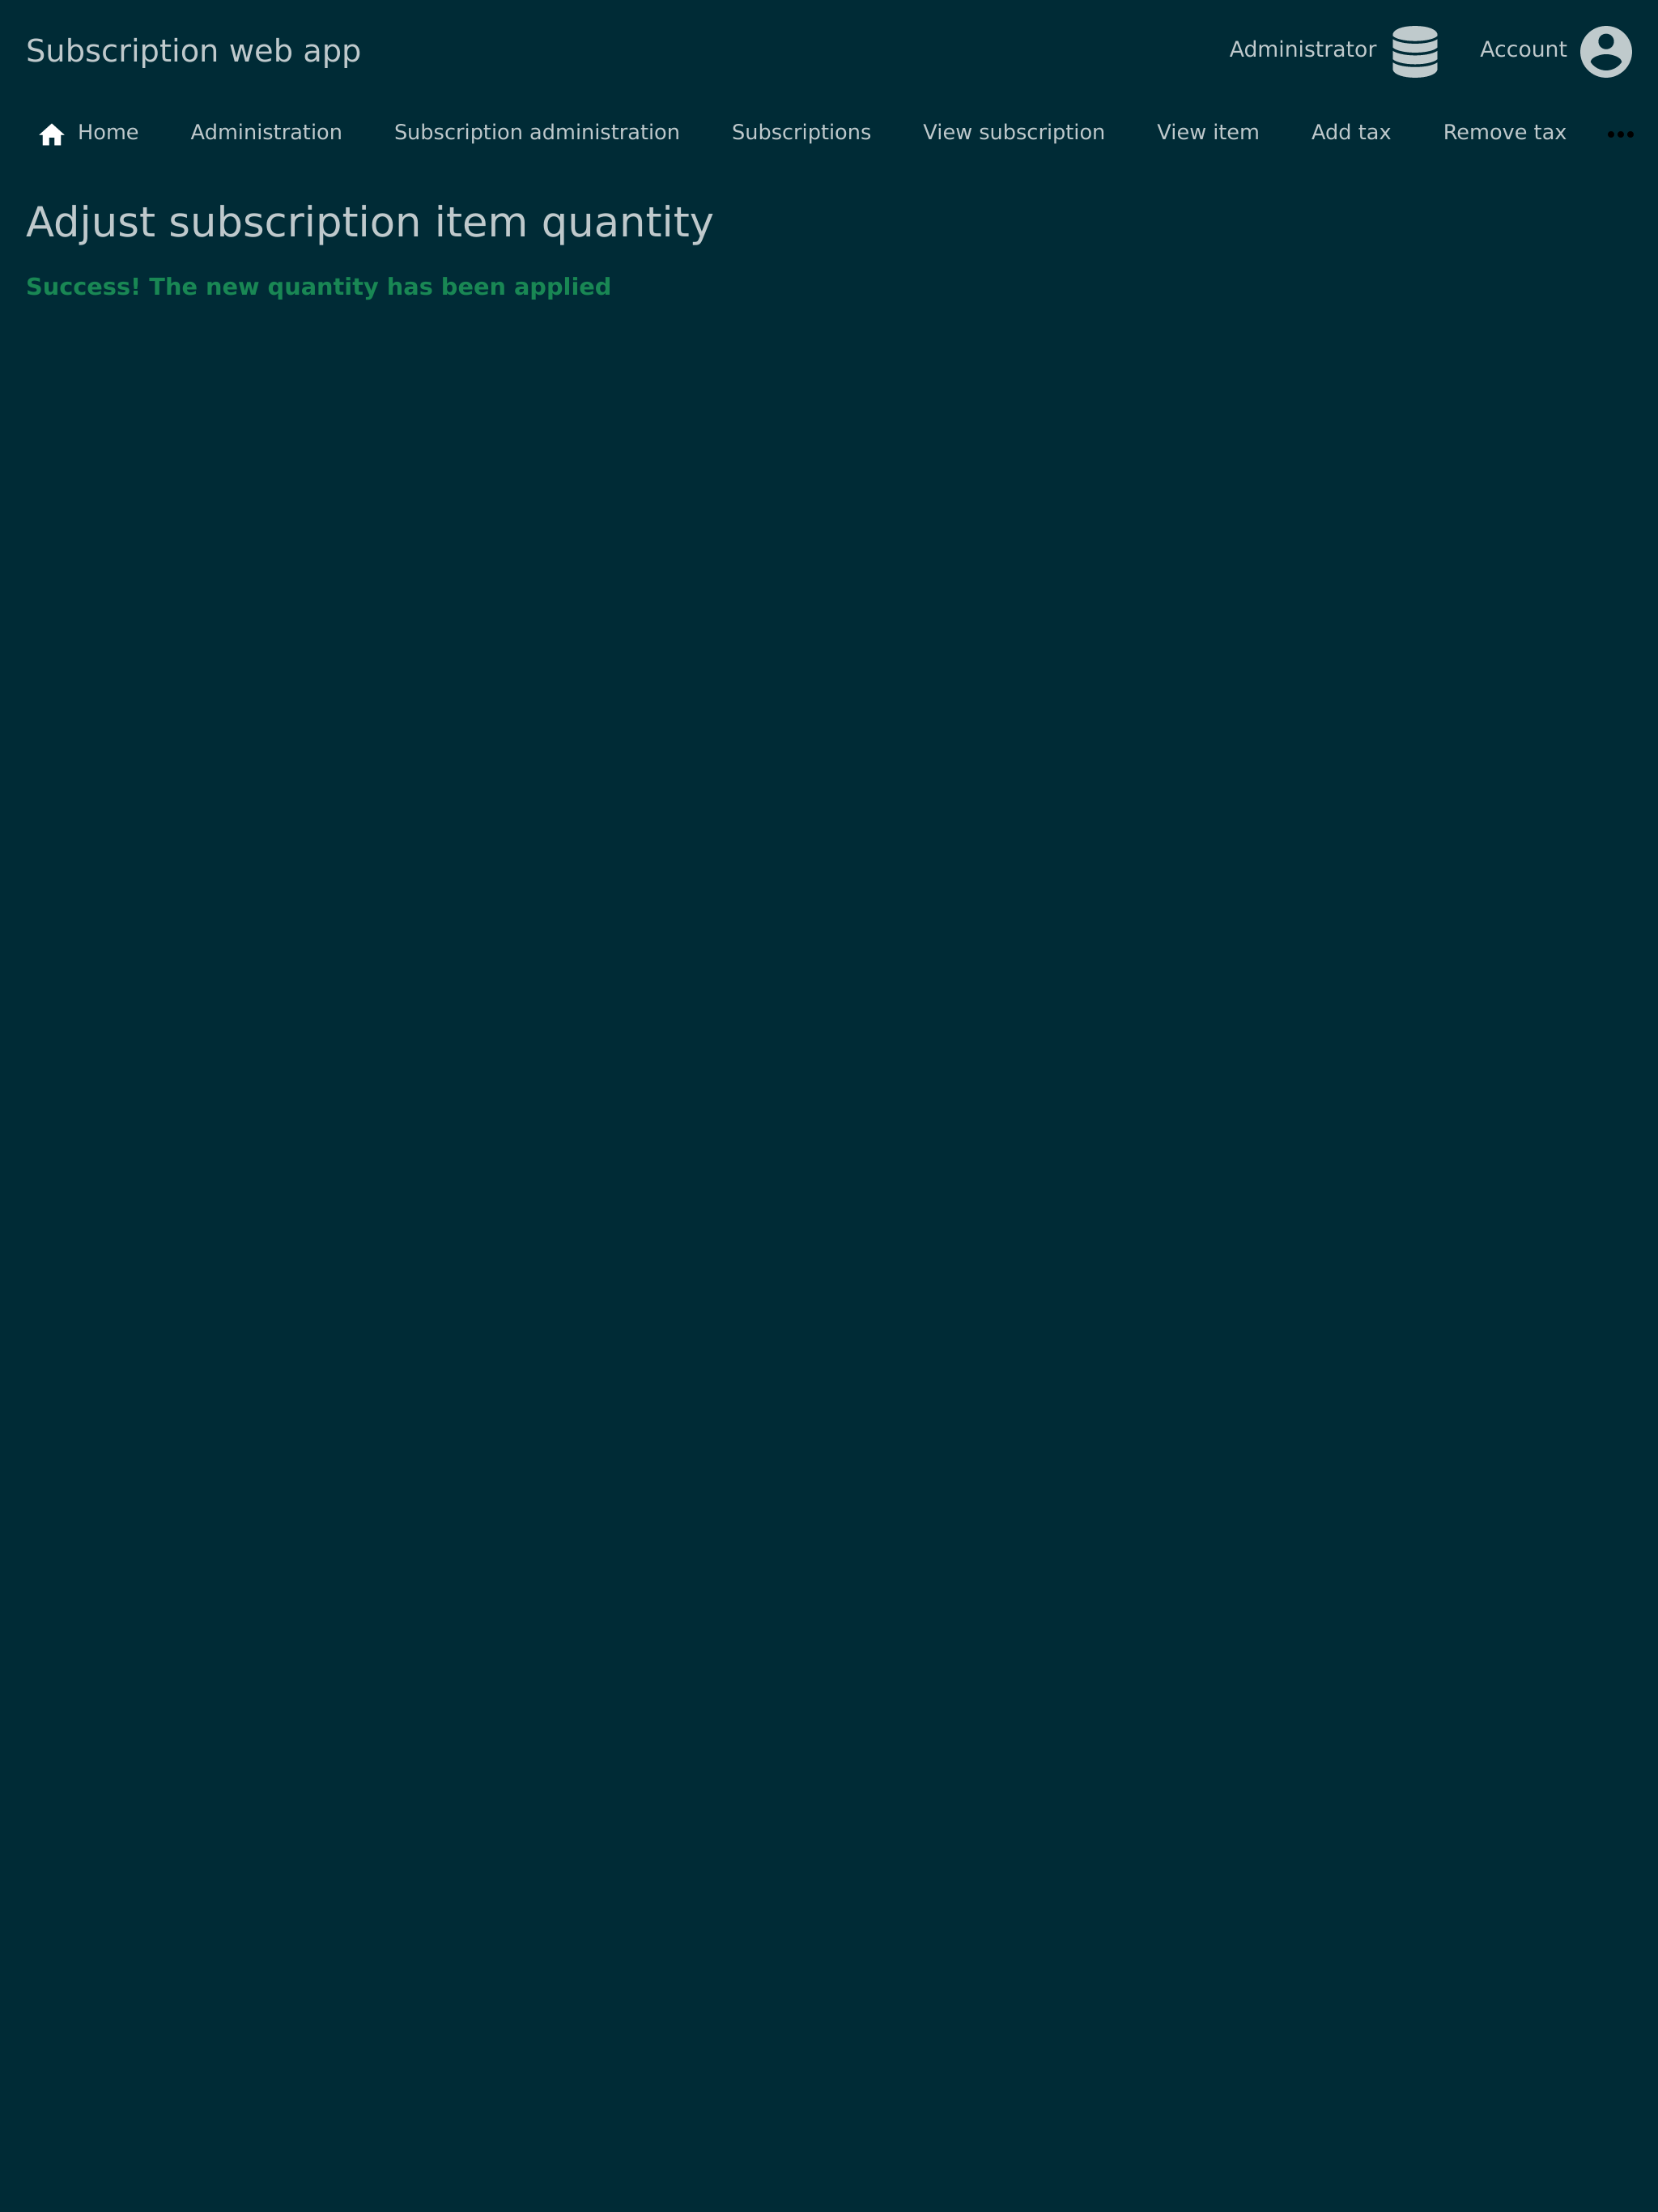 Subscription web app
Administrator
Account
Home
Administration
Subscription administration
Subscriptions
View subscription
View item
Add tax
Remove tax
Adjust subscription item quantity
Success! The new quantity has been applied